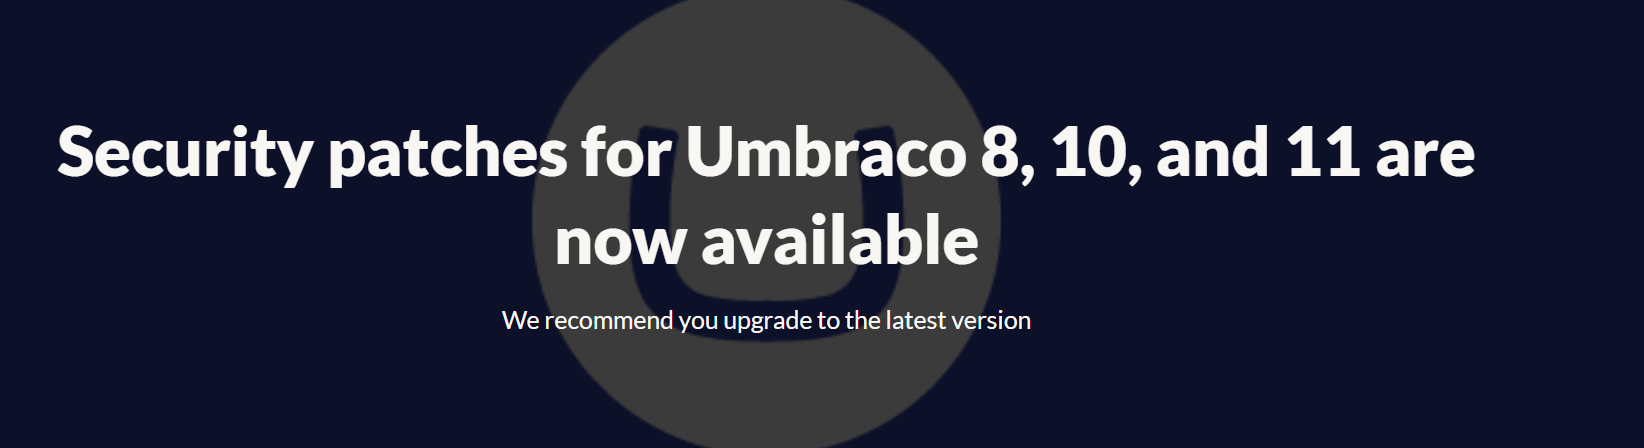 Security patches for Umbraco 8, 10, and 11 are
now available
We recommend you upgrade to the latest version